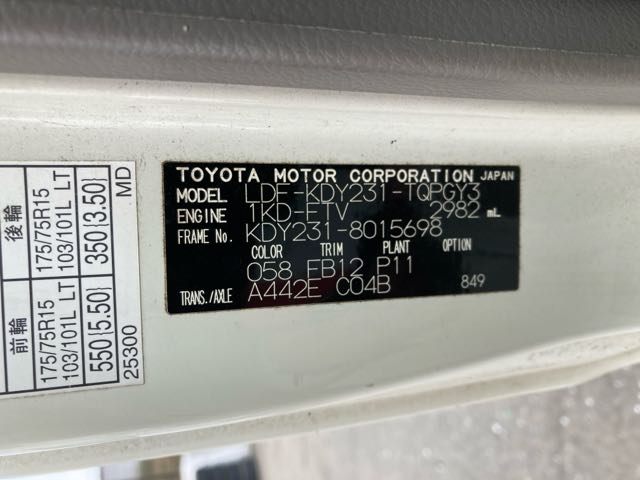 TOYOTA MOTOR CORPORATION JAPAN
MODEL LDF-KDY231-TQPGY3
ENGINE 1KD-FTV 2982 mL
FRAME No. KDY231-8015698
COLOR TRIM PLANT OPTION
058 FB12 P11
TRANS./AXLE A442E C04B 849
前輪 後輪
175/75R15 175/75R15
103/101L LT 103/101L LT
550{5.50} 350{3.50}
25300 MD